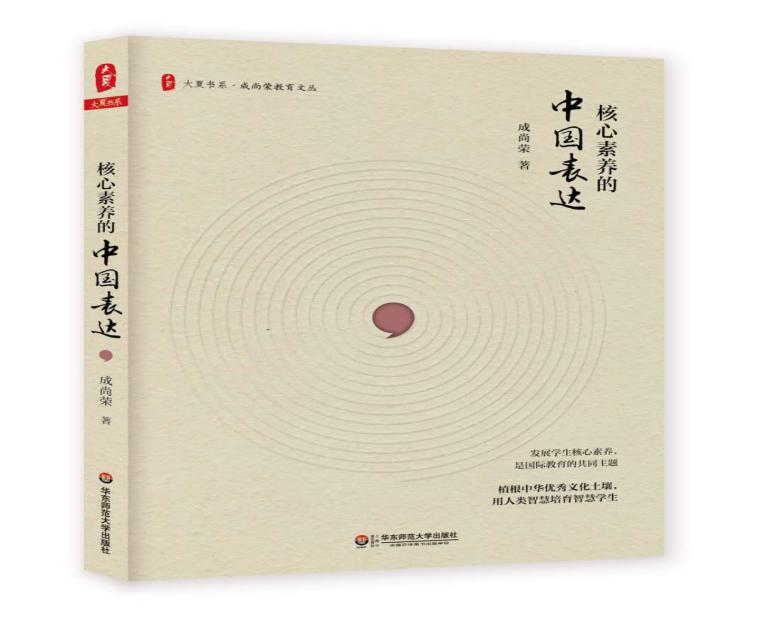 大夏
大夏书系
核心素养的
中国表达
成尚荣 著
华东师范大学出版社
大夏书系·成尚荣教育文丛
核心素养的
中国表达
成尚荣 著
发展学生核心素养,
是国际教育的共同主题
植根中华优秀文化土壤,
用人类智慧培育智慧学生
华东师范大学出版社